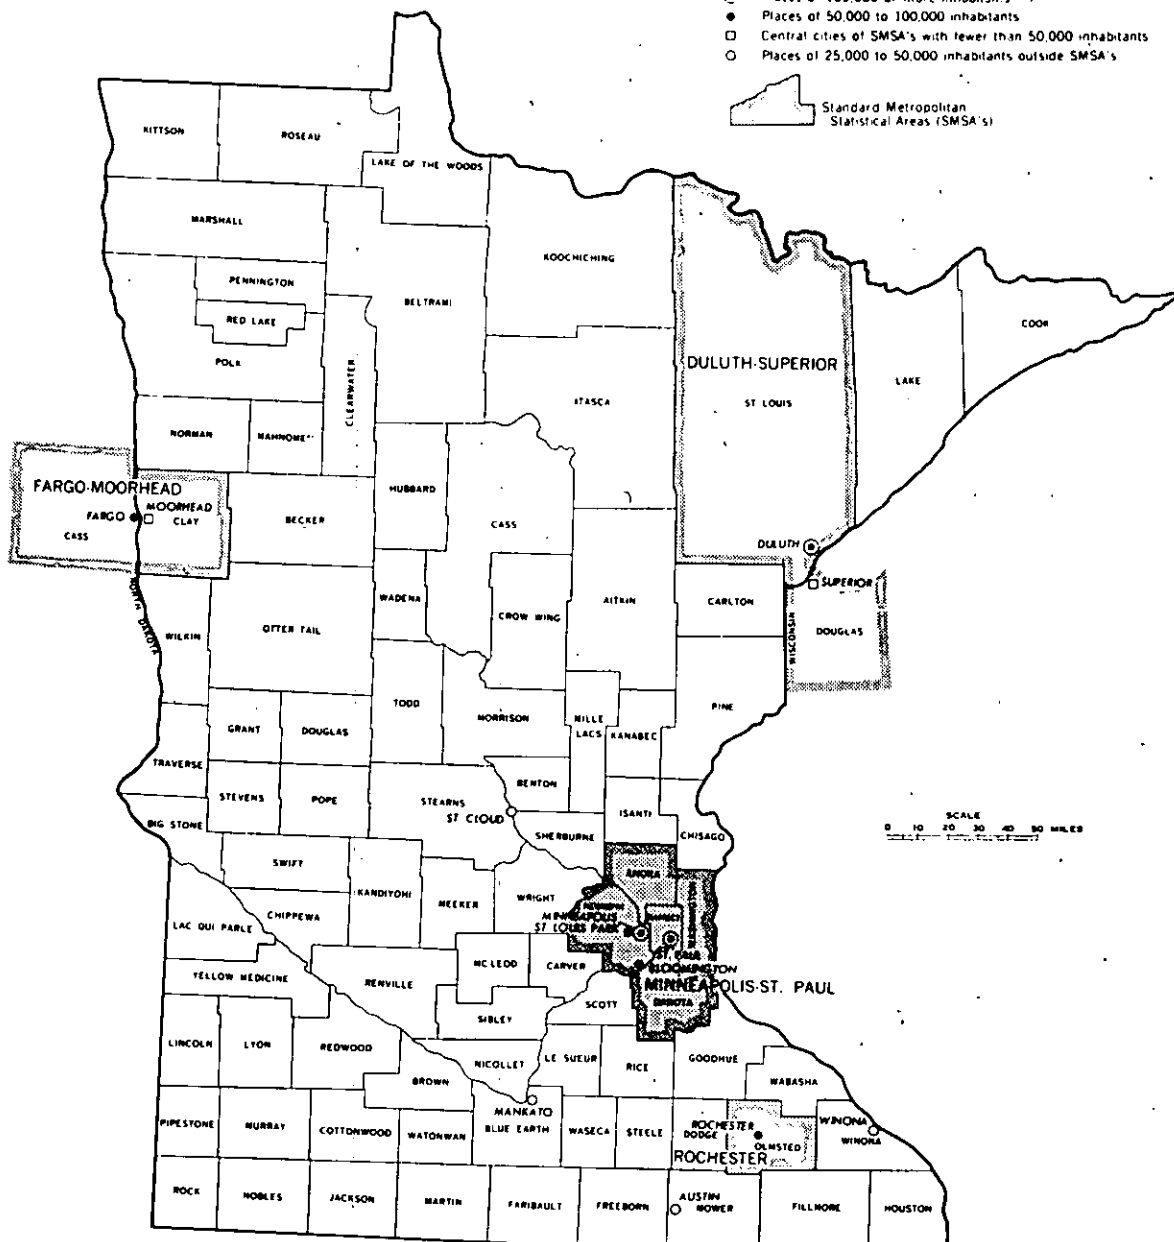 Places of 50,000 to 100,000 inhabitants
Central cities of SMSA's with fewer than 50,000 inhabitants
Places of 25,000 to 50,000 inhabitants outside SMSA's
Standard Metropolitan
Statistical Areas (SMSA's)
KITTSON
ROSEAU
LAKE OF THE WOODS
MARSHALL
KOOCHICHING
PENNINGTON
BELTRAMI
RED LAKE
COOK
POLK
DULUTH-SUPERIOR
LAKE
CLEARWATER
ITASCA
ST LOUIS
NORMAN
FARGO-MOORHEAD
HUBBARD
MOORHEAD
FARGO
CLAY
BECKER
CASS
CASS
DULUTH
SUPERIOR
NORTH DAKOTA
WADENA
AITKIN
CARLTON
CROW WING
WISCONSIN
DOUGLAS
OTTER TAIL
WILKIN
TODD
PINE
MORRISON
MILLE
LACS
KANABEC
GRANT
DOUGLAS
TRAVERSE
BENTON
STEVENS
POPE
STEARNS
ST CLOUD
ISANTI
BIG STONE
SHERBURNE
CHISAGO
SCALE
0 10 20 30 40 50 MILES
SWIFT
ANOKA
KANDIYOHI
MEEKER
WRIGHT
CHIPPEWA
WASHINGTON
MINNEAPOLIS
LAC QUI PARLE
ST LOUIS PARK
ST. PAUL
MC LEOD
CARVER
BLOOMINGTON
YELLOW MEDICINE
RENVILLE
MINNEAPOLIS-ST. PAUL
SCOTT
DAKOTA
SIBLEY
LINCOLN
LYON
REDWOOD
NICOLLET
LE SUEUR
RICE
GOODHUE
BROWN
WABASHA
MANKATO
PIPESTONE
MURRAY
COTTONWOOD
WATONWAN
BLUE EARTH
WASECA
STEELE
DODGE
ROCHESTER
OLMSTED
WINONA
WINONA
ROCHESTER
ROCK
NOBLES
JACKSON
MARTIN
FARIBAULT
FREEBORN
AUSTIN
MOWER
FILLMORE
HOUSTON